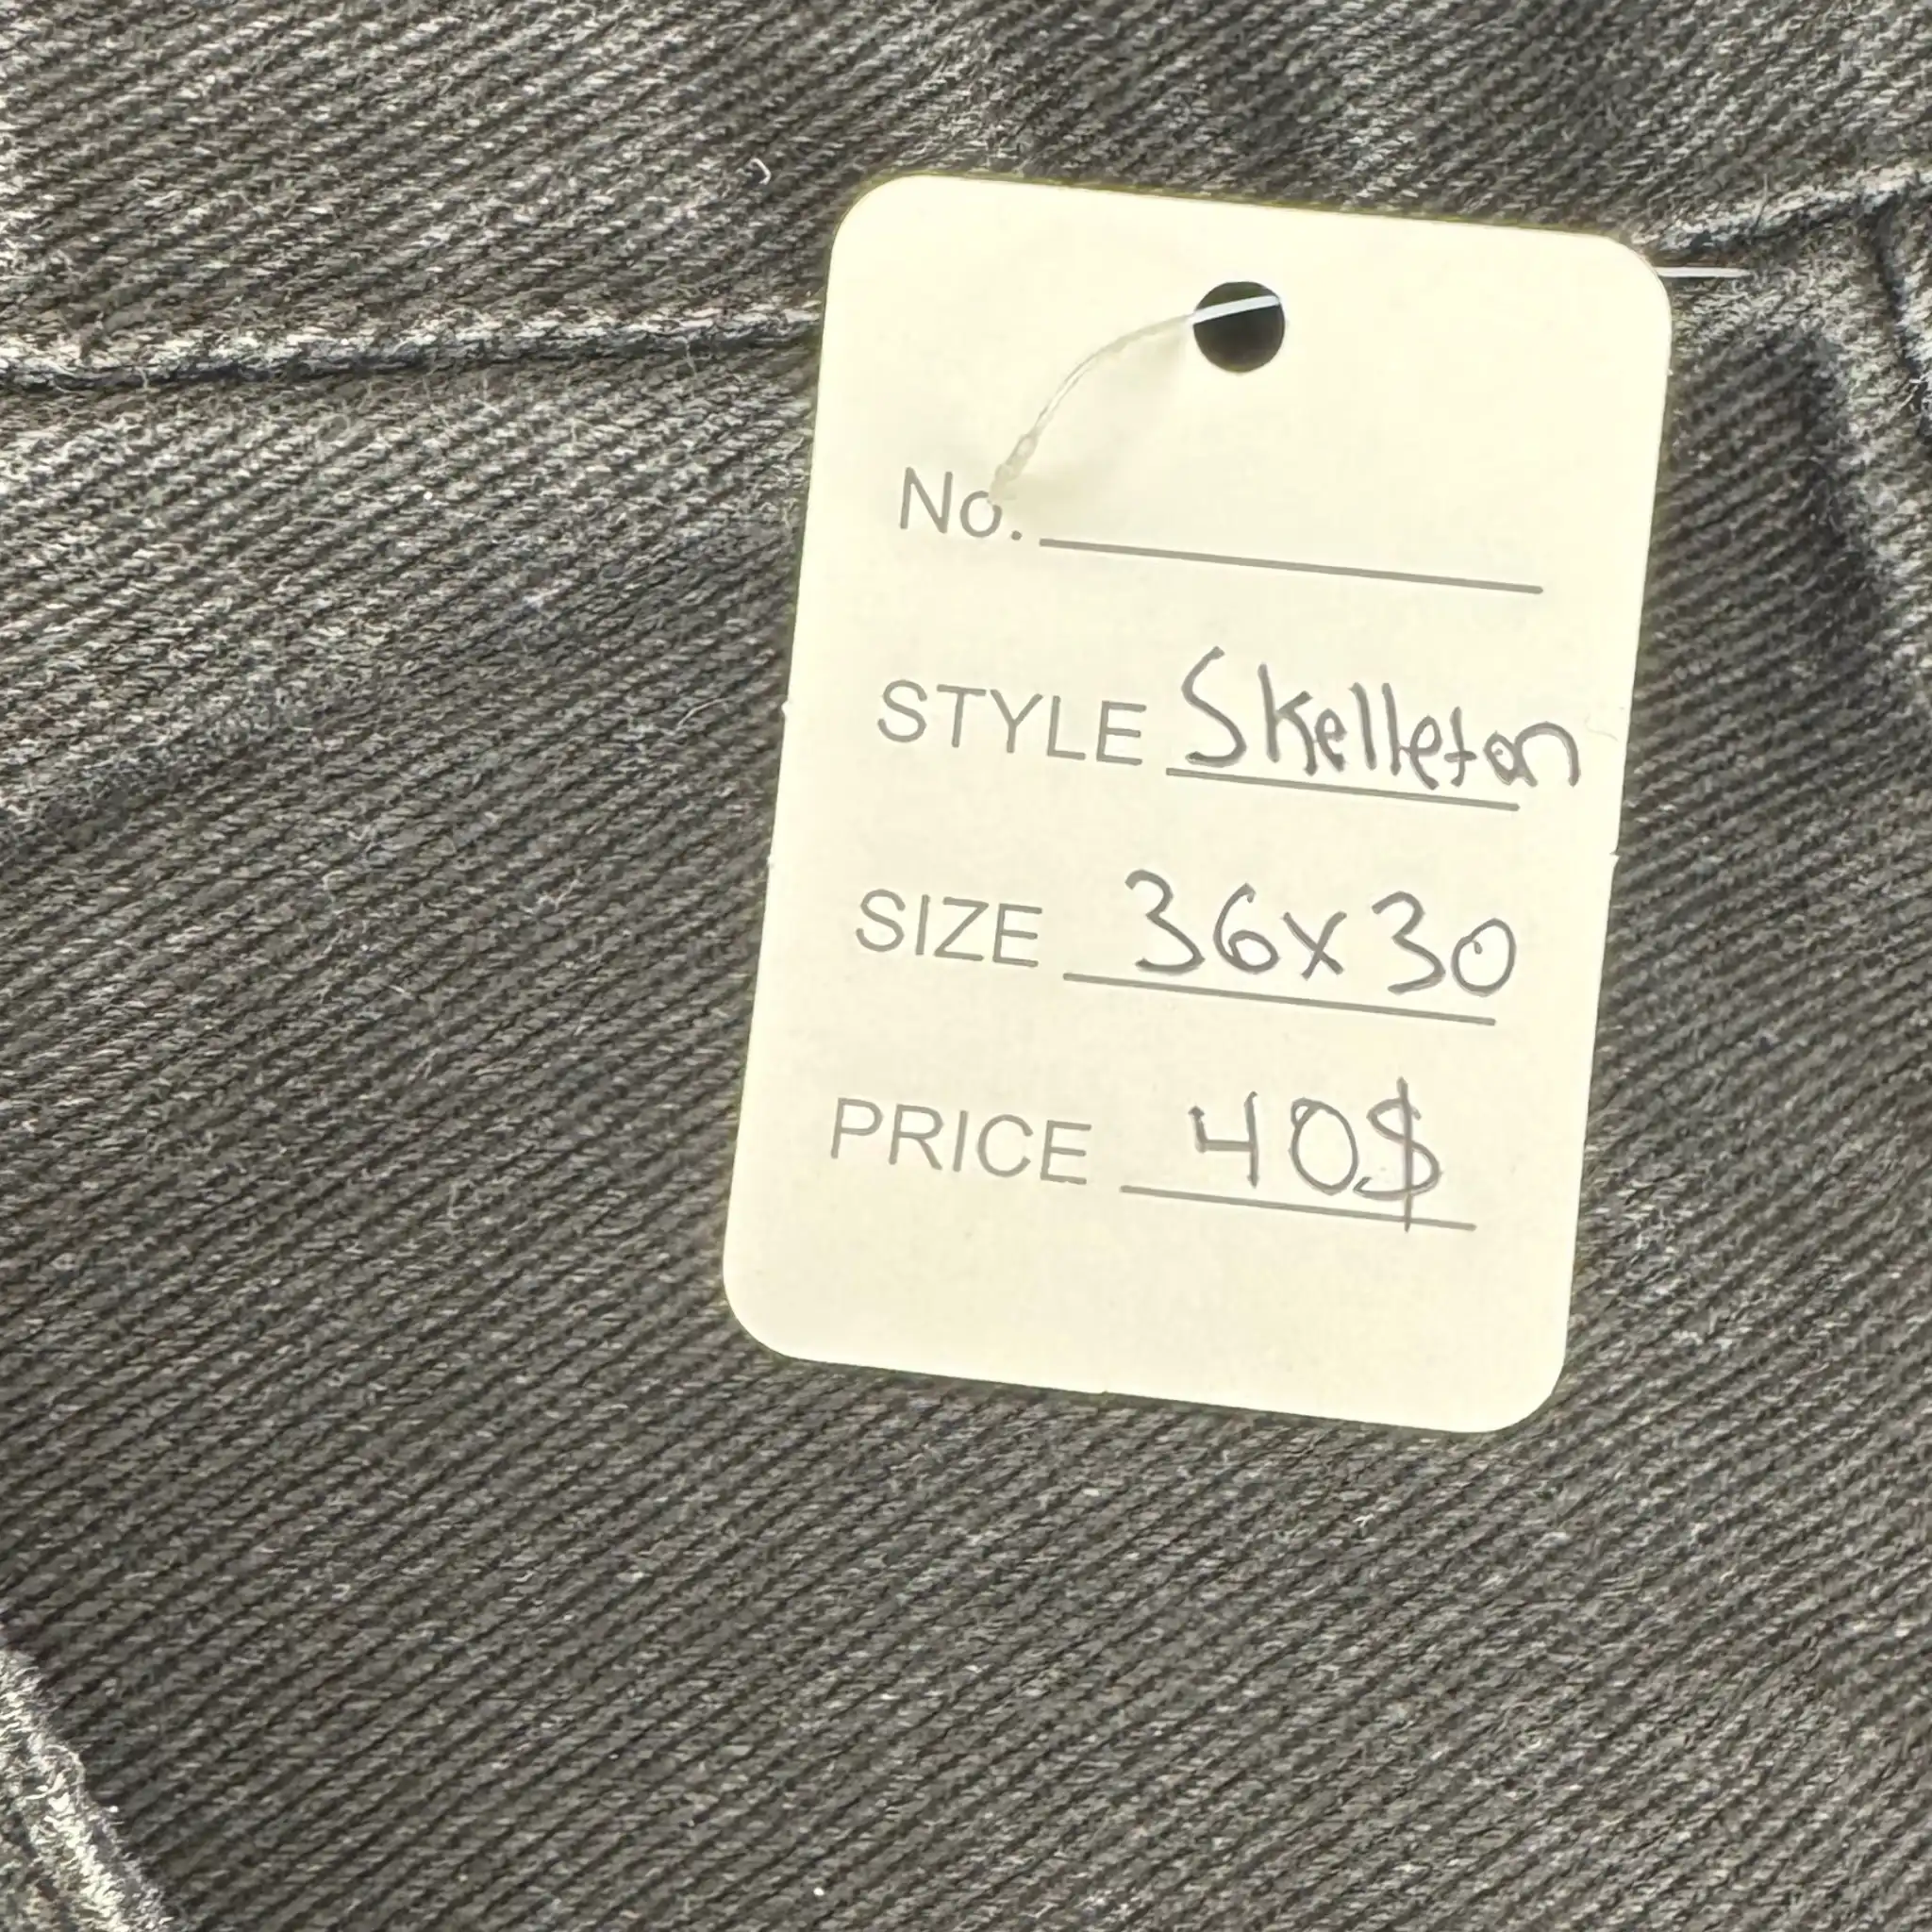 No.
STYLE Skelleton
SIZE 36x30
PRICE 40$